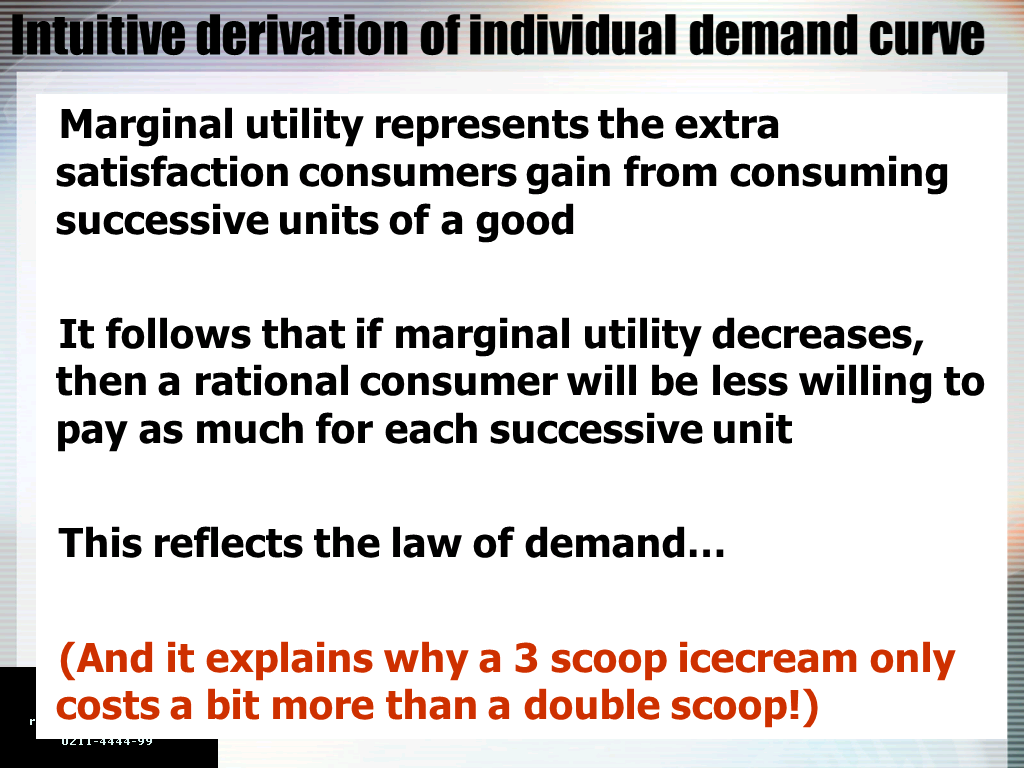 Intuitive derivation of individual demand curve
Marginal utility represents the extra
satisfaction consumers gain from consuming
successive units of a good
It follows that if marginal utility decreases,
then a rational consumer will be less willing to
pay as much for each successive unit
This reflects the law of demand…
(And it explains why a 3 scoop icecream only
costs a bit more than a double scoop!)
0211-4444-99